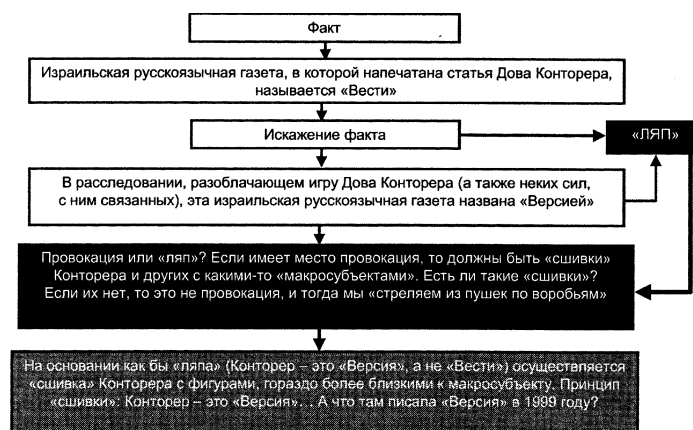 Факт
Израильская русскоязычная газета, в которой напечатана статья Дова Конторера,
называется «Вести»
Искажение факта
«ЛЯП»
В расследовании, разоблачающем игру Дова Конторера (а также неких сил,
с ним связанных), эта израильская русскоязычная газета названа «Версией»
Провокация или «ляп»? Если имеет место провокация, то должны быть «сшивки»
Конторера и других с какими-то «макросубъектами». Есть ли такие «сшивки»?
Если их нет, то это не провокация, и тогда мы «стреляем из пушек по воробьям»
На основании как бы «ляпа» (Конторер – это «Версия», а не «Вести») осуществляется
«сшивка» Конторера с фигурами, гораздо более близкими к макросубъекту. Принцип
«сшивки»: Конторер – это «Версия»... А что там писала «Версия» в 1999 году?